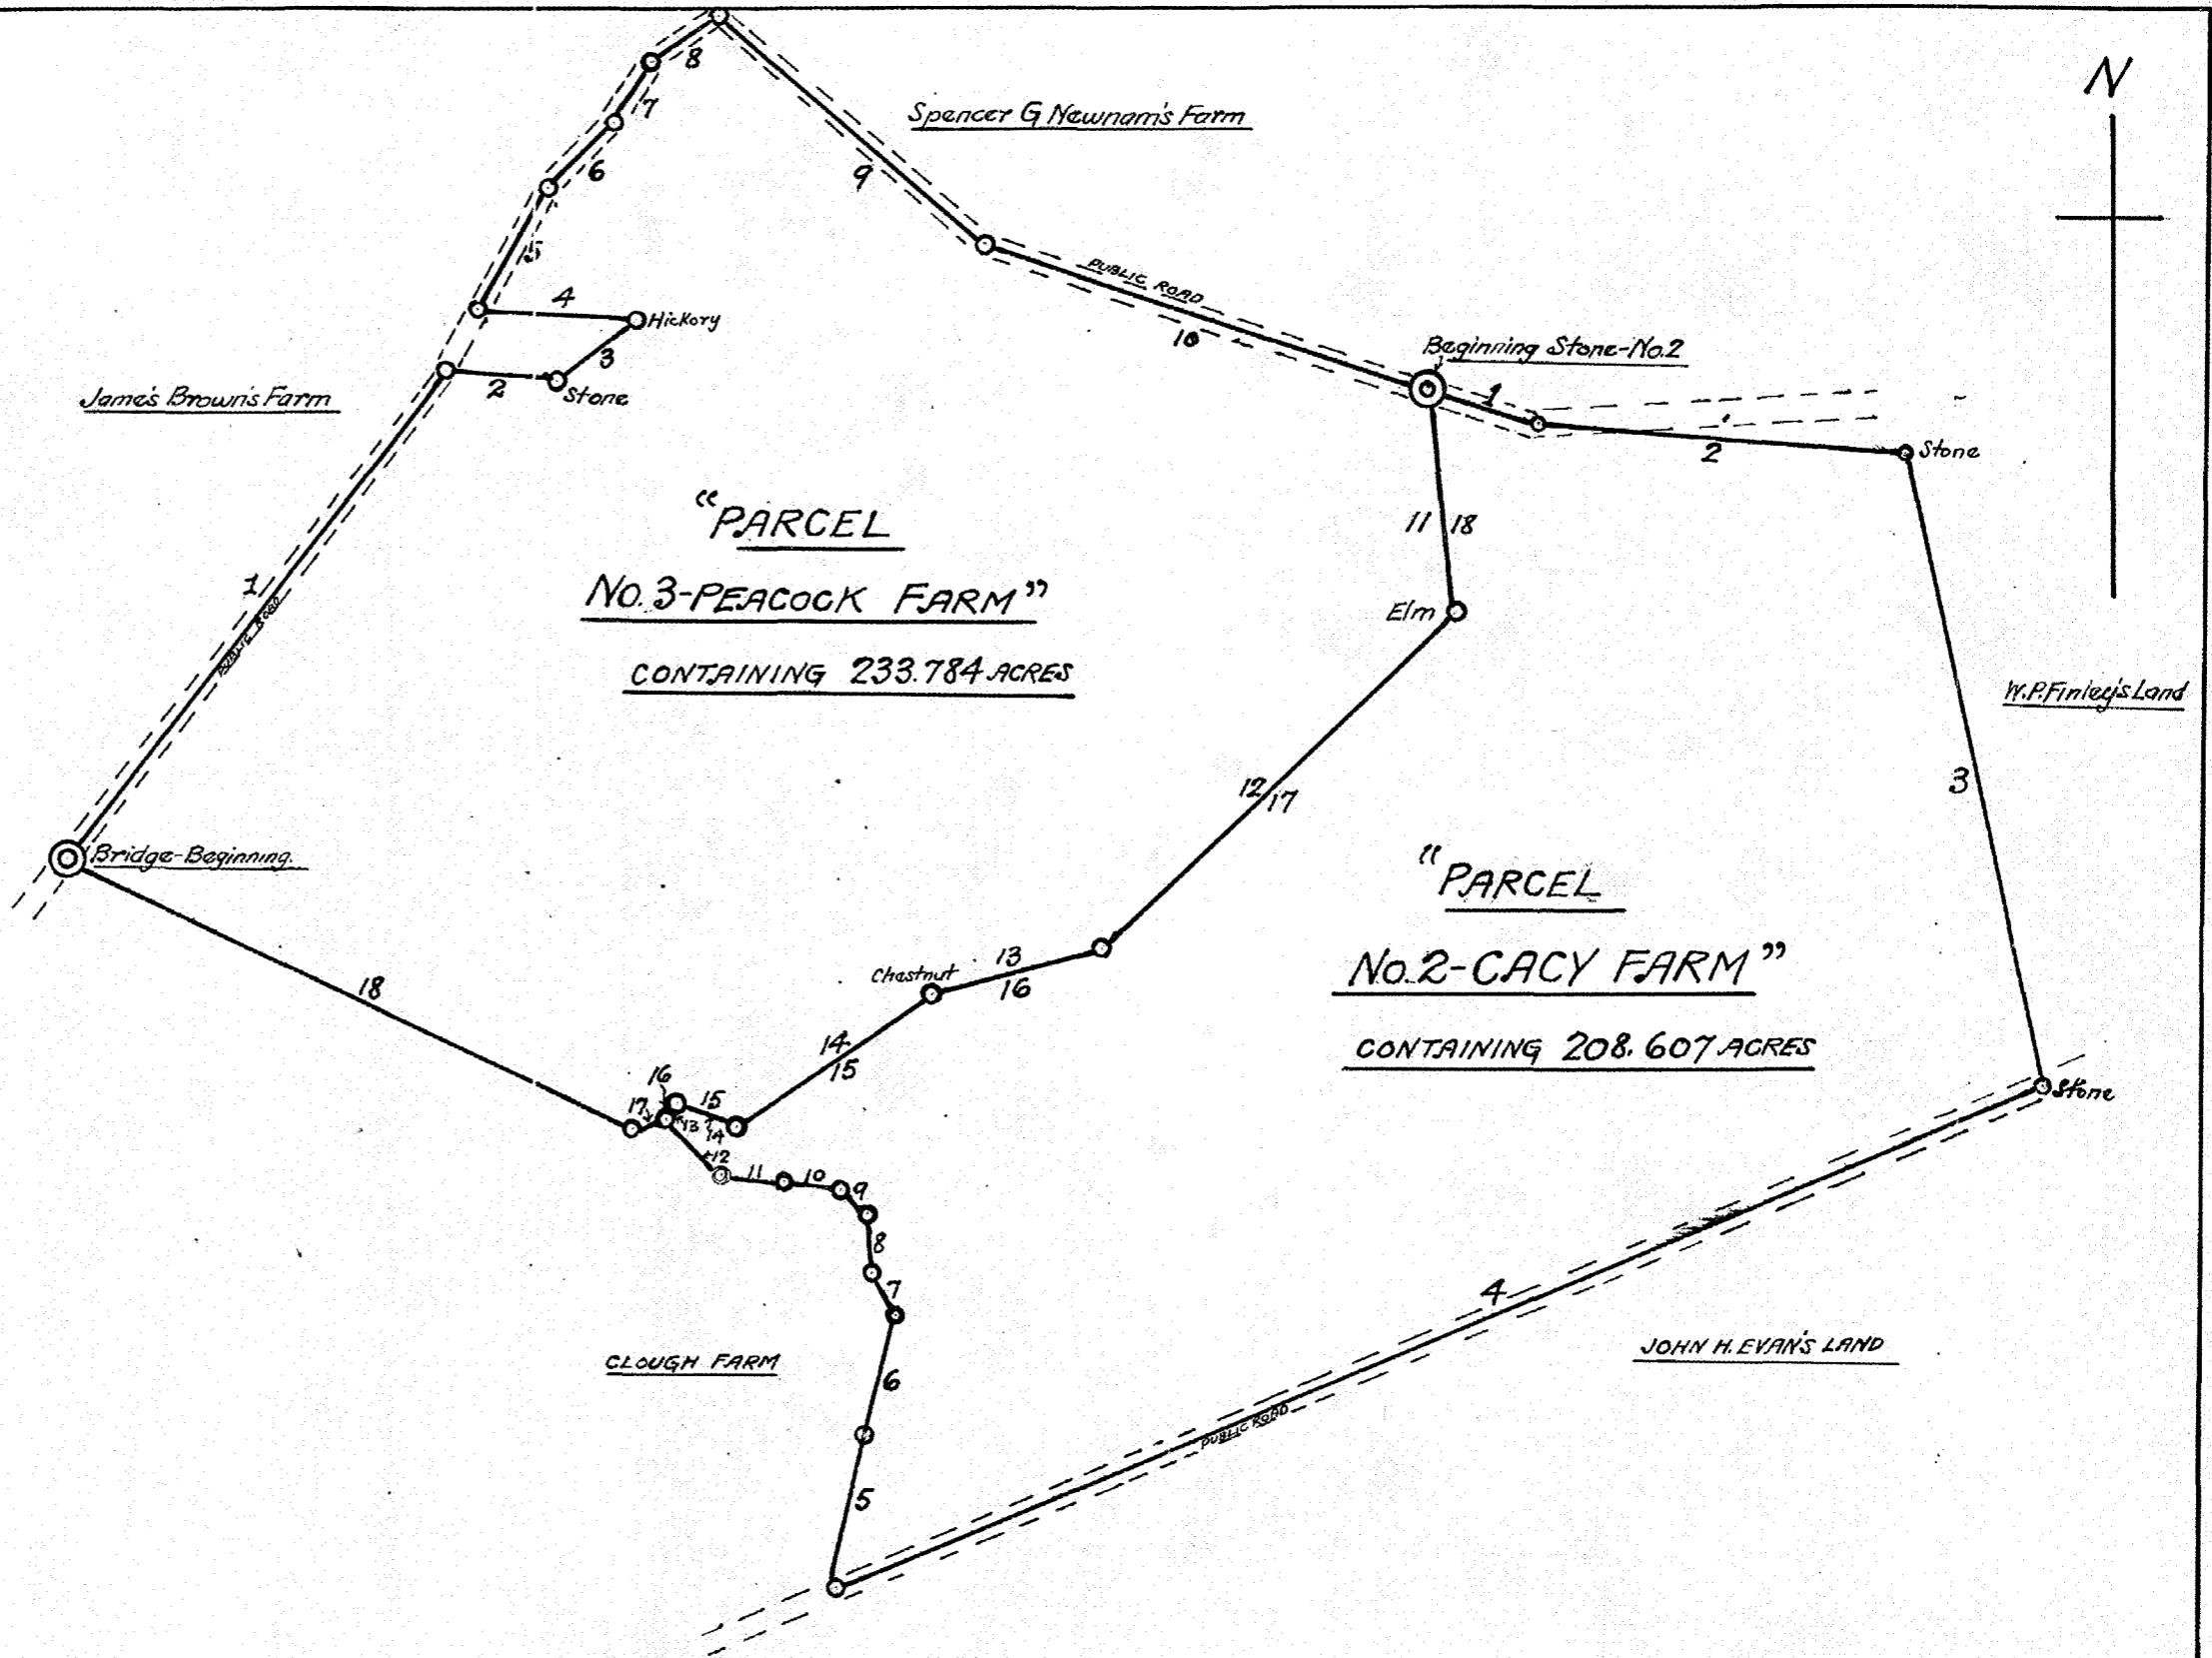 N
8
7
6
5
4
Hickory
3
2
Stone
1
PUBLIC ROAD
James Brown's Farm
Spencer G Newnam's Farm
9
PUBLIC ROAD
10
Beginning Stone-No.2
1
2
Stone
11 18
Elm
"PARCEL
No. 3-PEACOCK FARM"
CONTAINING 233.784 ACRES
W.P. Finley's Land
3
12 17
Bridge-Beginning.
18
"PARCEL
No. 2-CACY FARM"
CONTAINING 208.607 ACRES
Chestnut
13
16
14
15
16
15
17
13
14
12
11
10
9
8
7
6
5
Stone
4
PUBLIC ROAD
CLOUGH FARM
JOHN H. EVAN'S LAND